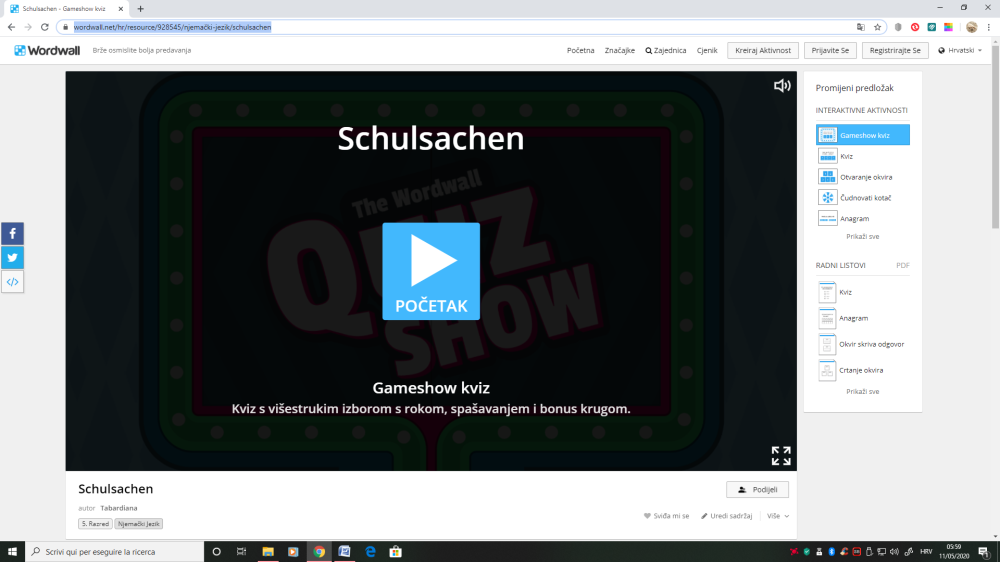 Schulsachen - Gameshow kviz
wordwall.net/hr/resource/928545/njemački-jezik/schulsachen
Wordwall
Brže osmislite bolja predavanja
Početna
Značajke
Zajednica
Cjenik
Kreiraj Aktivnost
Prijavite Se
Registrirajte Se
Hrvatski
Schulsachen
The Wordwall
QUIZ
SHOW
POČETAK
Gameshow kviz
Kviz s višestrukim izborom s rokom, spašavanjem i bonus krugom.
Promijeni predložak
INTERAKTIVNE AKTIVNOSTI
Gameshow kviz
Kviz
Otvaranje okvira
Čudnovati kotač
Anagram
Prikaži sve
RADNI LISTOVI
PDF
Kviz
Anagram
Okvir skriva odgovor
Crtanje okvira
Prikaži sve
Schulsachen
Podijeli
autor Tabardiana
5. Razred
Njemački Jezik
Sviđa mi se
Uredi sadržaj
Više
Scrivi qui per eseguire la ricerca
HRV
05:59
11/05/2020